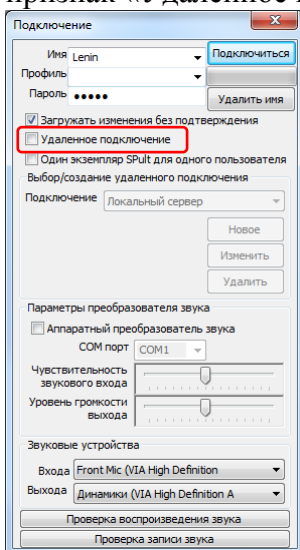 Подключение
Имя Lenin Подключиться
Профиль
Пароль ••••• Удалить имя
Загружать изменения без подтверждения
Удаленное подключение
Один экземпляр SPult для одного пользователя
Выбор/создание удаленного подключения
Подключение Локальный сервер
Новое
Изменить
Удалить
Параметры преобразователя звука
Аппаратный преобразователь звука
COM порт COM1
Чувствительность
звукового входа
Уровень громкости
выхода
Звуковые устройства
Входа Front Mic (VIA High Definition
Выхода Динамики (VIA High Definition A
Проверка воспроизведения звука
Проверка записи звука